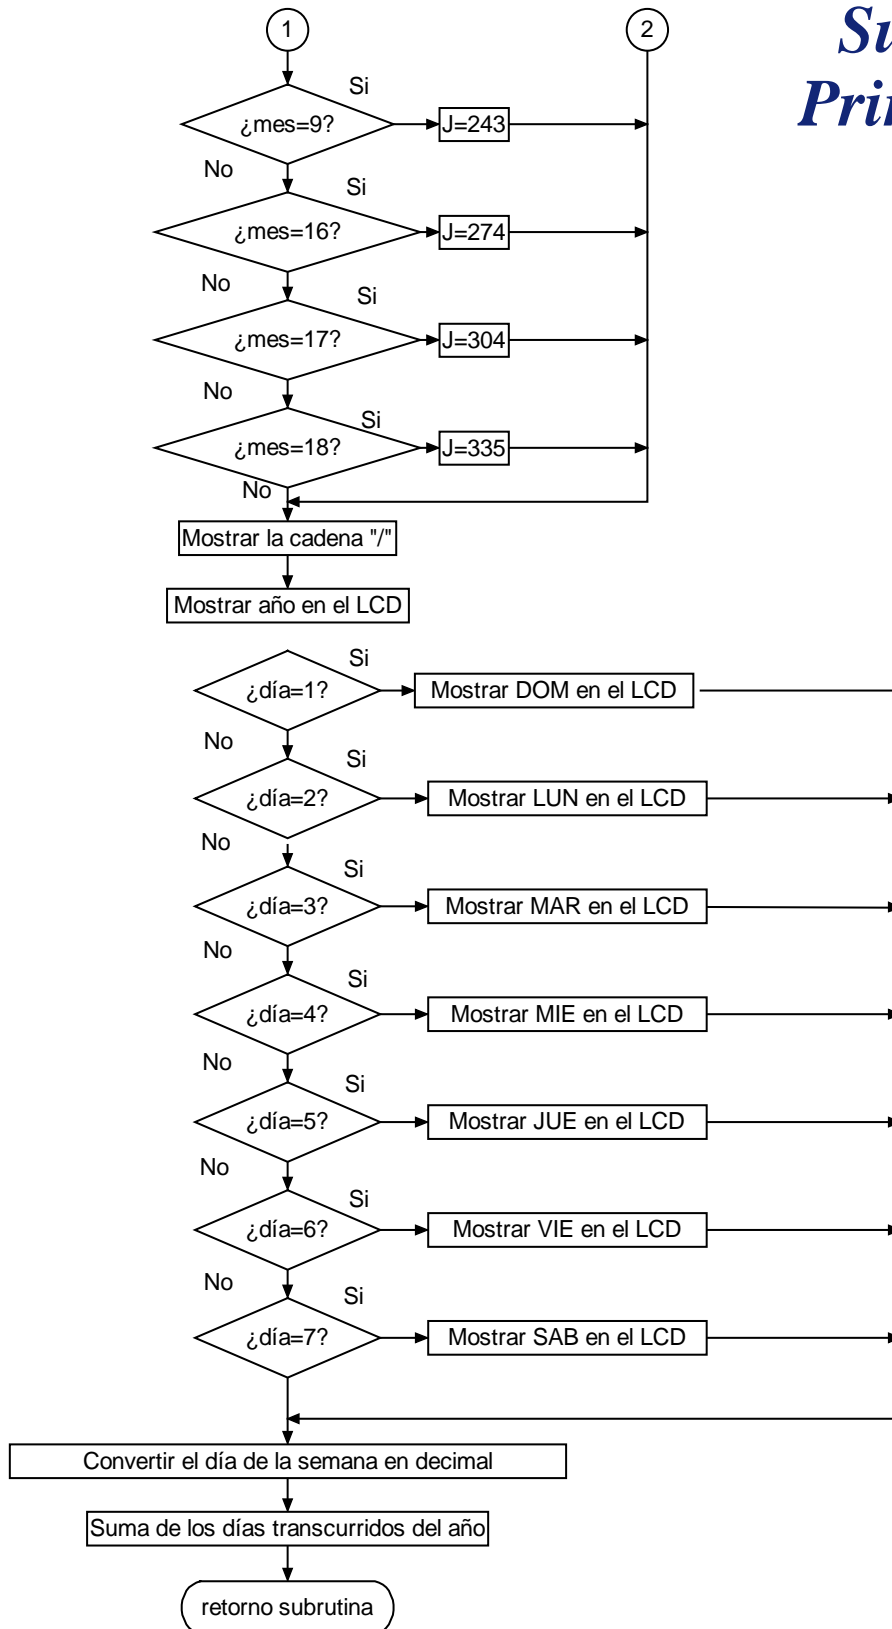 1
2
Su
Prin
Si
¿mes=9?
J=243
No
Si
¿mes=16?
J=274
No
Si
¿mes=17?
J=304
No
Si
¿mes=18?
J=335
No
Mostrar la cadena "/"
Mostrar año en el LCD
Si
¿día=1?
Mostrar DOM en el LCD
No
Si
¿día=2?
Mostrar LUN en el LCD
No
Si
¿día=3?
Mostrar MAR en el LCD
No
Si
¿día=4?
Mostrar MIE en el LCD
No
Si
¿día=5?
Mostrar JUE en el LCD
No
Si
¿día=6?
Mostrar VIE en el LCD
No
Si
¿día=7?
Mostrar SAB en el LCD
Convertir el día de la semana en decimal
Suma de los días transcurridos del año
retorno subrutina